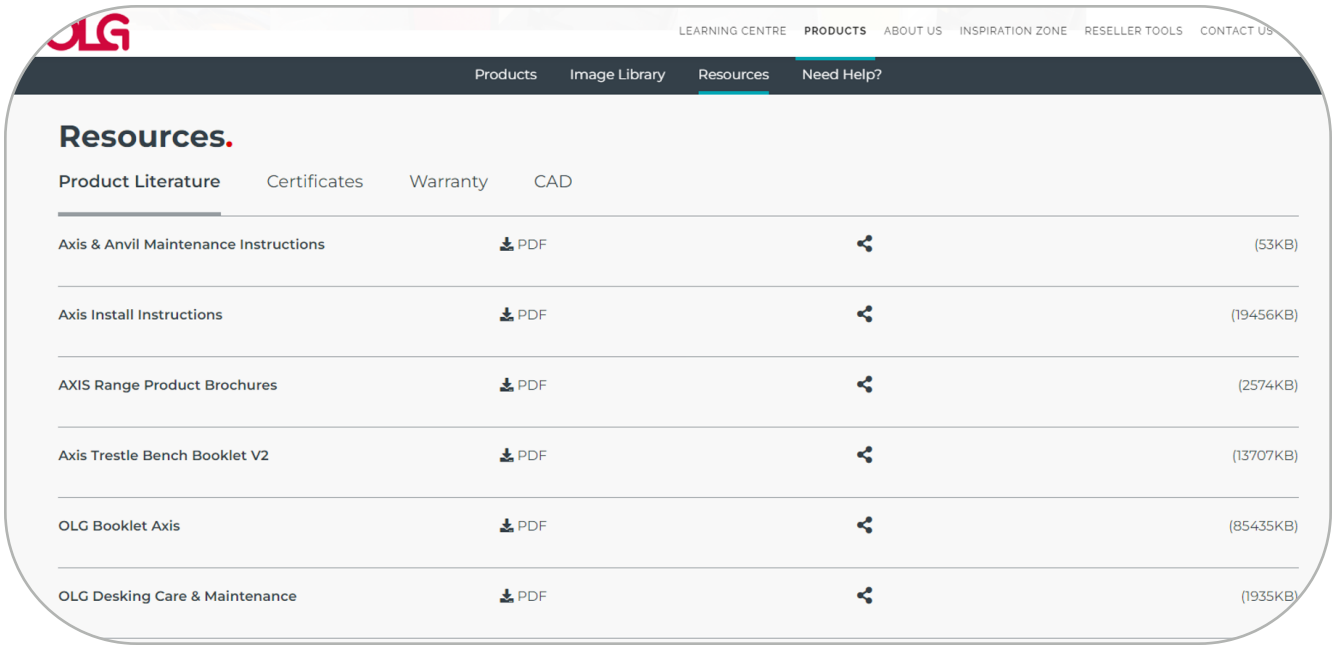 OLG
LEARNING CENTRE PRODUCTS ABOUT US INSPIRATION ZONE RESELLER TOOLS CONTACT US
Products Image Library Resources Need Help?
Resources.
Product Literature Certificates Warranty CAD
Axis & Anvil Maintenance Instructions PDF (53KB)
Axis Install Instructions PDF (19456KB)
AXIS Range Product Brochures PDF (2574KB)
Axis Trestle Bench Booklet V2 PDF (13707KB)
OLG Booklet Axis PDF (85435KB)
OLG Desking Care & Maintenance PDF (1935KB)